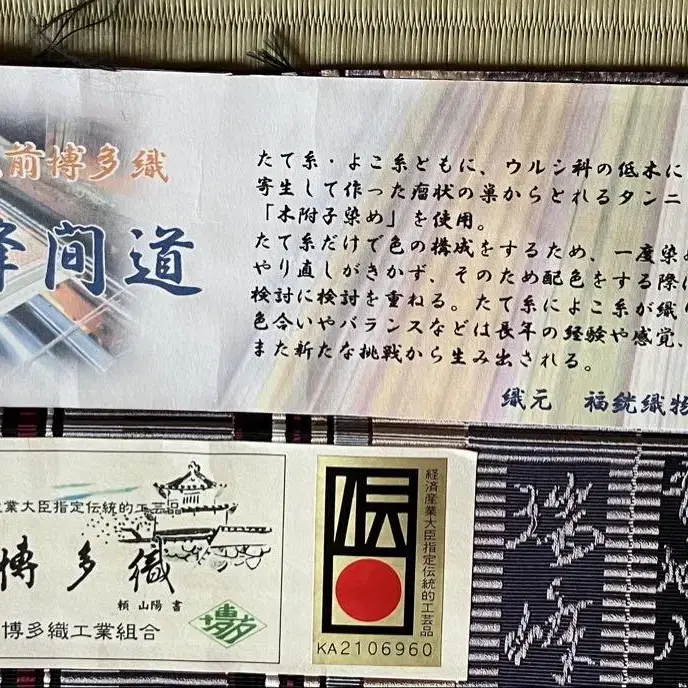 前博多織
間道
たて糸・よこ糸ともに、ウルシ科の低木に
寄生して作った瘤状の巣からとれるタンニ
「木附子染め」を使用。
たて糸だけで色の構成をするため、一度染め
やり直しがきかず、そのため配色をする際に
検討に検討を重ねる。たて糸によこ糸が織
色合いやバランスなどは長年の経験や感覚、
また新たな挑戦から生み出される。
織元 福銑織物
業大臣指定伝統的工芸品
博多織
頼山陽書
博多織工業組合
博多
伝
経済産業大臣指定伝統的工芸品
KA2106960